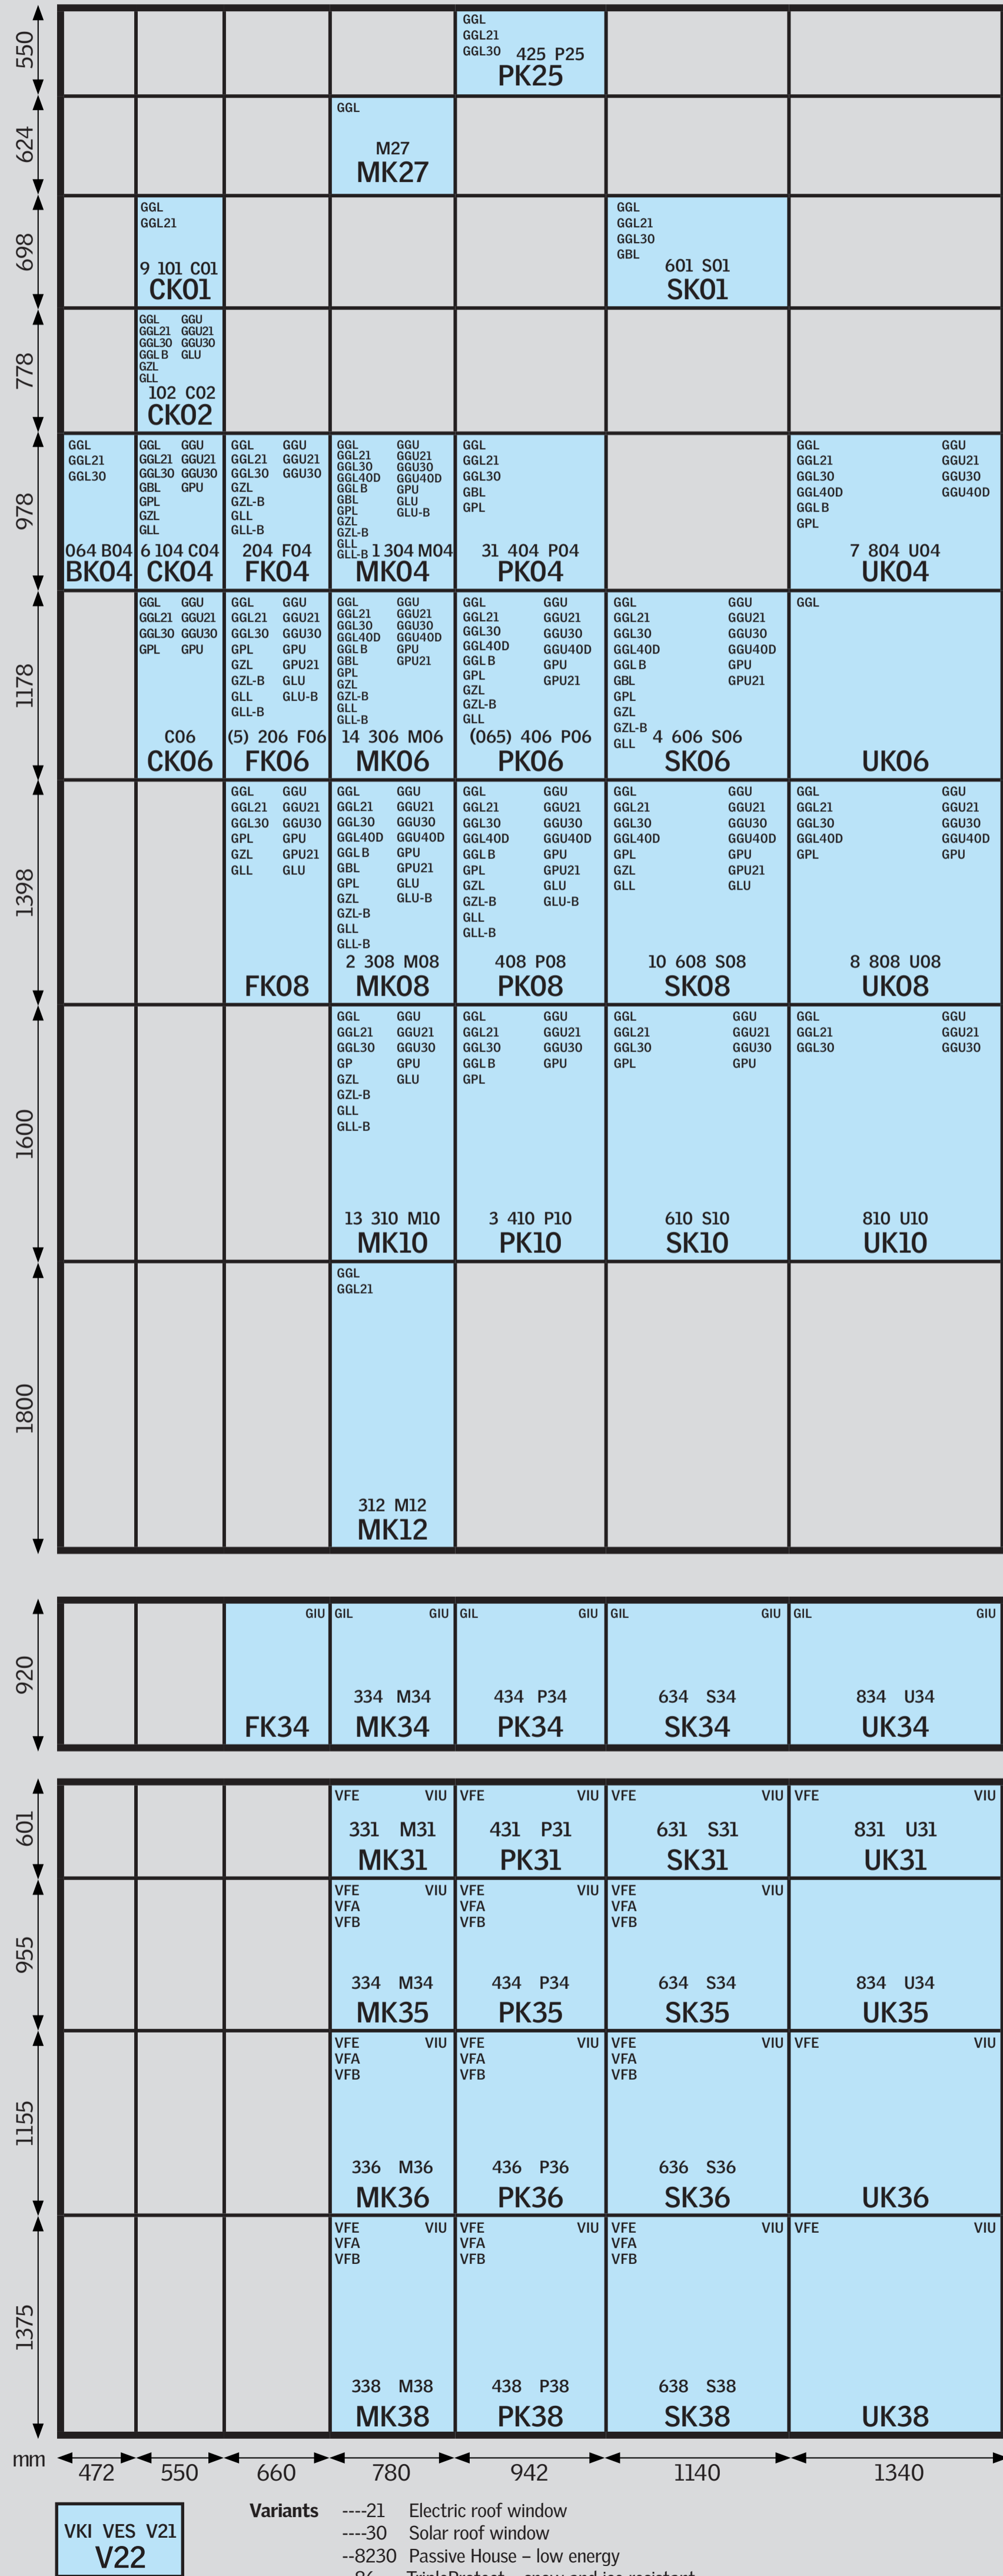 550
GGL
GGL21
GGL30 425 P25
PK25
624
GGL
M27
MK27
698
GGL
GGL21
9 101 C01
CK01
GGL
GGL21
GGL30
GBL
601 S01
SK01
778
GGL GGU
GGL21 GGU21
GGL30 GGU30
GGL B GLU
GZL
GLL
102 C02
CK02
978
GGL
GGL21
GGL30
064 B04
BK04
GGL GGU
GGL21 GGU21
GGL30 GGU30
GBL GPU
GPL
GZL
GLL
6 104 C04
CK04
GGL GGU
GGL21 GGU21
GGL30 GGU30
GZL
GZL-B
GLL
GLL-B
204 F04
FK04
GGL GGU
GGL21 GGU21
GGL30 GGU30
GGL40D GGU40D
GGL B GPU
GBL GLU
GPL GLU-B
GZL
GZL-B
GLL
GLL-B 1 304 M04
MK04
GGL
GGL21
GGL30
GBL
GPL
31 404 P04
PK04
GGL GGU
GGL21 GGU21
GGL30 GGU30
GGL40D GGU40D
GGL B
GPL
7 804 U04
UK04
1178
GGL GGU
GGL21 GGU21
GGL30 GGU30
GPL GPU
C06
CK06
GGL GGU
GGL21 GGU21
GGL30 GGU30
GPL GPU
GZL GPU21
GZL-B GLU
GLL GLU-B
GLL-B
(5) 206 F06
FK06
GGL GGU
GGL21 GGU21
GGL30 GGU30
GGL40D GGU40D
GGL B GPU
GBL GPU21
GPL
GZL
GZL-B
GLL
GLL-B
14 306 M06
MK06
GGL GGU
GGL21 GGU21
GGL30 GGU30
GGL40D GGU40D
GGL B GPU
GPL GPU21
GZL
GZL-B
GLL
(065) 406 P06
PK06
GGL GGU
GGL21 GGU21
GGL30 GGU30
GGL40D GGU40D
GGL B GPU
GBL GPU21
GPL
GZL
GZL-B
GLL 4 606 S06
SK06
GGL
UK06
1398
GGL GGU
GGL21 GGU21
GGL30 GGU30
GPL GPU
GZL GPU21
GLL GLU
FK08
GGL GGU
GGL21 GGU21
GGL30 GGU30
GGL40D GGU40D
GGL B GPU
GBL GPU21
GPL GLU
GZL GLU-B
GZL-B
GLL
GLL-B
2 308 M08
MK08
GGL GGU
GGL21 GGU21
GGL30 GGU30
GGL40D GGU40D
GGL B GPU
GPL GPU21
GZL GLU
GZL-B GLU-B
GLL
GLL-B
408 P08
PK08
GGL GGU
GGL21 GGU21
GGL30 GGU30
GGL40D GGU40D
GPL GPU
GZL GPU21
GLL GLU
10 608 S08
SK08
GGL GGU
GGL21 GGU21
GGL30 GGU30
GGL40D GGU40D
GPL GPU
8 808 U08
UK08
1600
GGL GGU
GGL21 GGU21
GGL30 GGU30
GP GPU
GZL GLU
GZL-B
GLL
GLL-B
13 310 M10
MK10
GGL GGU
GGL21 GGU21
GGL30 GGU30
GGL B GPU
GPL
3 410 P10
PK10
GGL GGU
GGL21 GGU21
GGL30 GGU30
GPL GPU
610 S10
SK10
GGL GGU
GGL21 GGU21
GGL30 GGU30
810 U10
UK10
1800
GGL
GGL21
312 M12
MK12
920
GIU
FK34
GIL GIU
334 M34
MK34
GIL GIU
434 P34
PK34
GIL GIU
634 S34
SK34
GIL GIU
834 U34
UK34
601
VFE VIU
331 M31
MK31
VFE VIU
431 P31
PK31
VFE VIU
631 S31
SK31
VFE VIU
831 U31
UK31
955
VFE VIU
VFA
VFB
334 M34
MK35
VFE VIU
VFA
VFB
434 P34
PK35
VFE VIU
VFA
VFB
634 S34
SK35
834 U34
UK35
1155
VFE VIU
VFA
VFB
336 M36
MK36
VFE VIU
VFA
VFB
436 P36
PK36
VFE VIU
VFA
VFB
636 S36
SK36
VFE VIU
UK36
1375
VFE VIU
VFA
VFB
338 M38
MK38
VFE VIU
VFA
VFB
438 P38
PK38
VFE VIU
VFA
VFB
638 S38
SK38
VFE VIU
UK38
mm 472 550 660 780 942 1140 1340
VKI VES V21
V22
Variants ----21 Electric roof window
----30 Solar roof window
--8230 Passive House – low energy